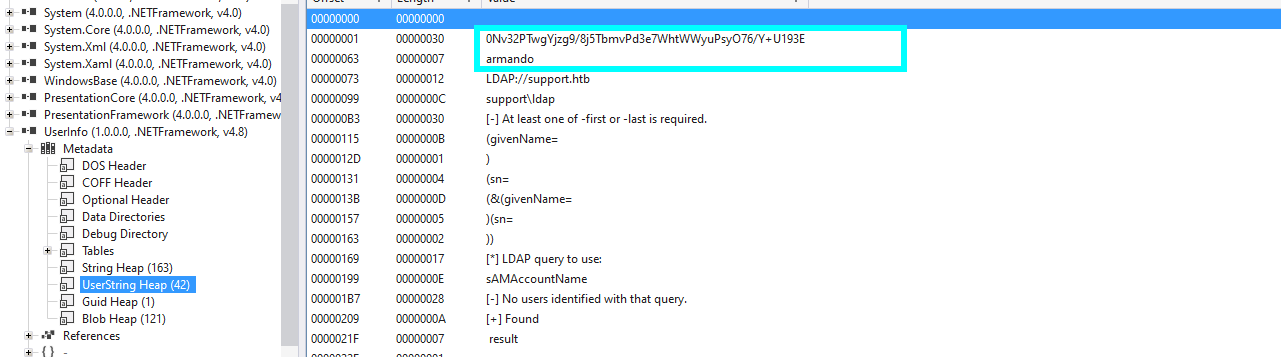 Offset Length Value
System (4.0.0.0, .NETFramework, v4.0) 00000000 00000000
System.Core (4.0.0.0, .NETFramework, v4.0) 00000001 00000030 0Nv32PTwgYjzg9/8j5TbmvPd3e7WhtWWyuPsyO76/Y+U193E
System.Xml (4.0.0.0, .NETFramework, v4.0) 00000063 00000007 armando
System.Xaml (4.0.0.0, .NETFramework, v4.0) 00000073 00000012 LDAP://support.htb
WindowsBase (4.0.0.0, .NETFramework, v4.0) 00000099 0000000C support\ldap
PresentationCore (4.0.0.0, .NETFramework, v4 000000B3 00000030 [-] At least one of -first or -last is required.
PresentationFramework (4.0.0.0, .NETFramew 00000115 0000000B (givenName=
UserInfo (1.0.0.0, .NETFramework, v4.8) 0000012D 00000001 )
Metadata 00000131 00000004 (sn=
DOS Header 0000013B 0000000D (&(givenName=
COFF Header 00000157 00000005 )(sn=
Optional Header 00000163 00000002 ))
Data Directories 00000169 00000017 [*] LDAP query to use:
Debug Directory 00000199 0000000E sAMAccountName
Tables 000001B7 00000028 [-] No users identified with that query.
String Heap (163) 00000209 0000000A [+] Found
UserString Heap (42) 0000021F 00000007 result
Guid Heap (1)
Blob Heap (121)
References
{ } -